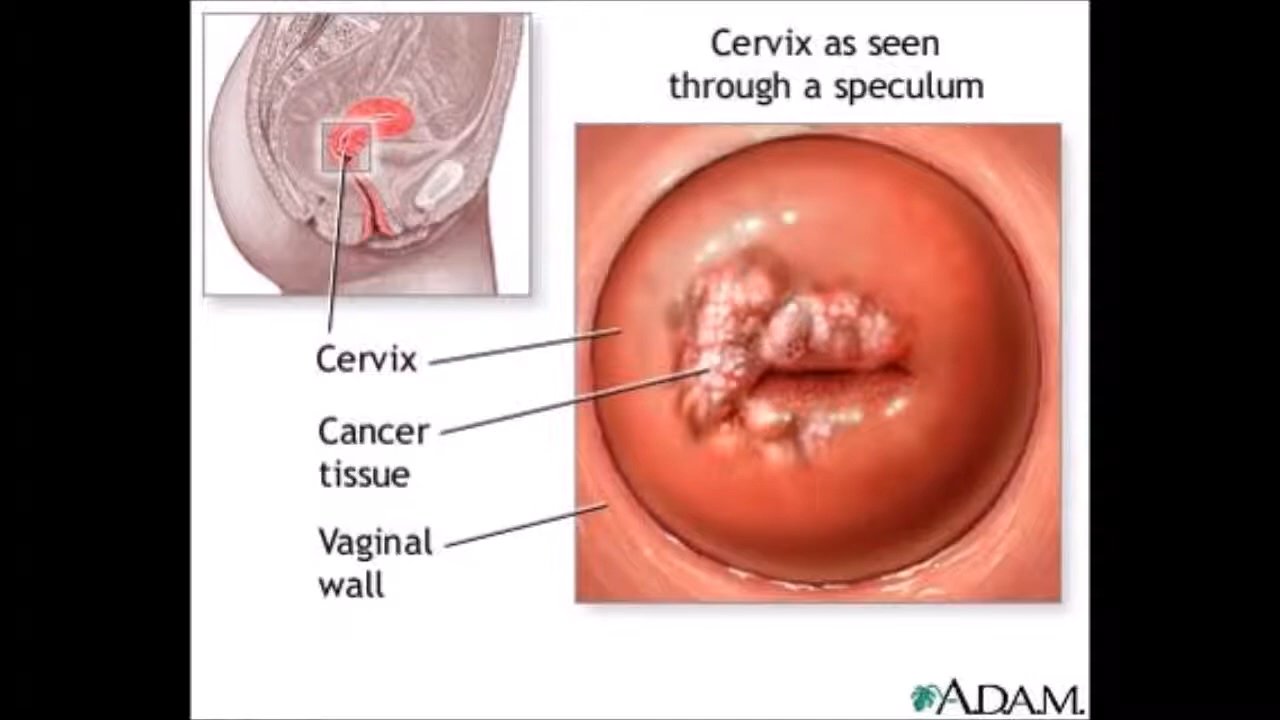 Cervix as seen
through a speculum
Cervix
Cancer
tissue
Vaginal
wall
A.D.A.M.